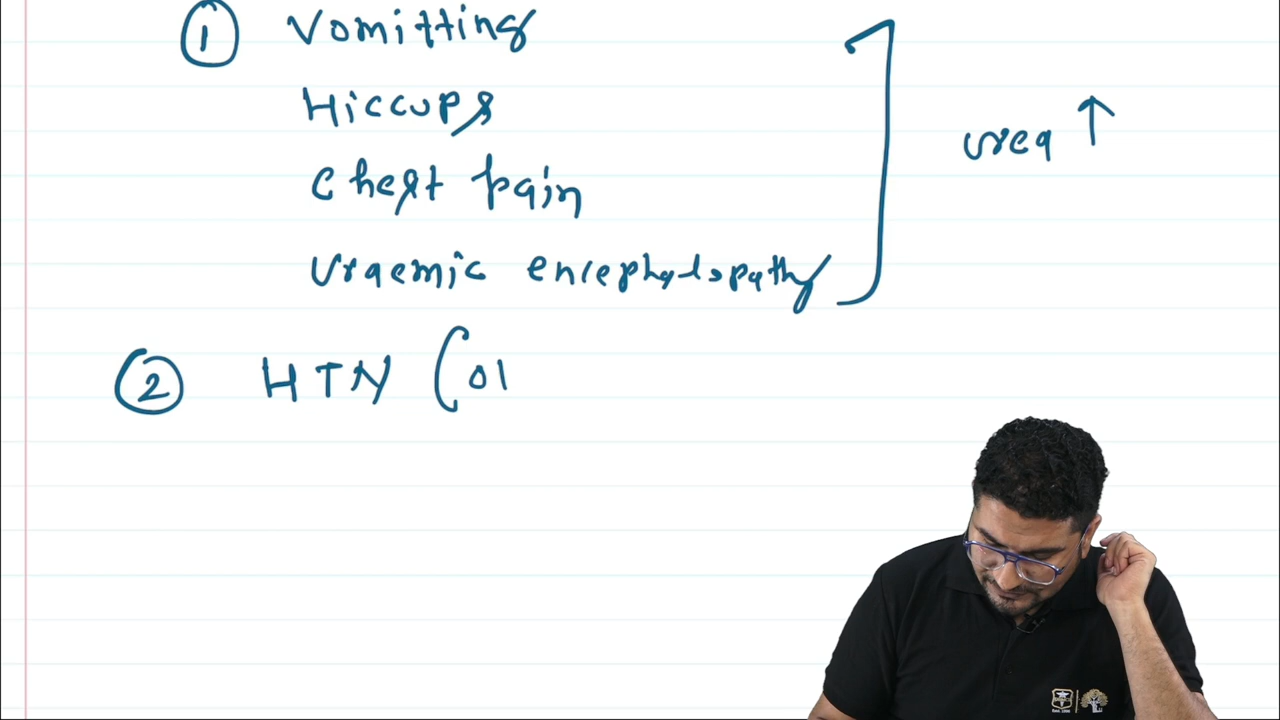 ① Vomitting
Hiccups
Chest pain
Uraemic encephalopathy
urea ↑
② HTN (01